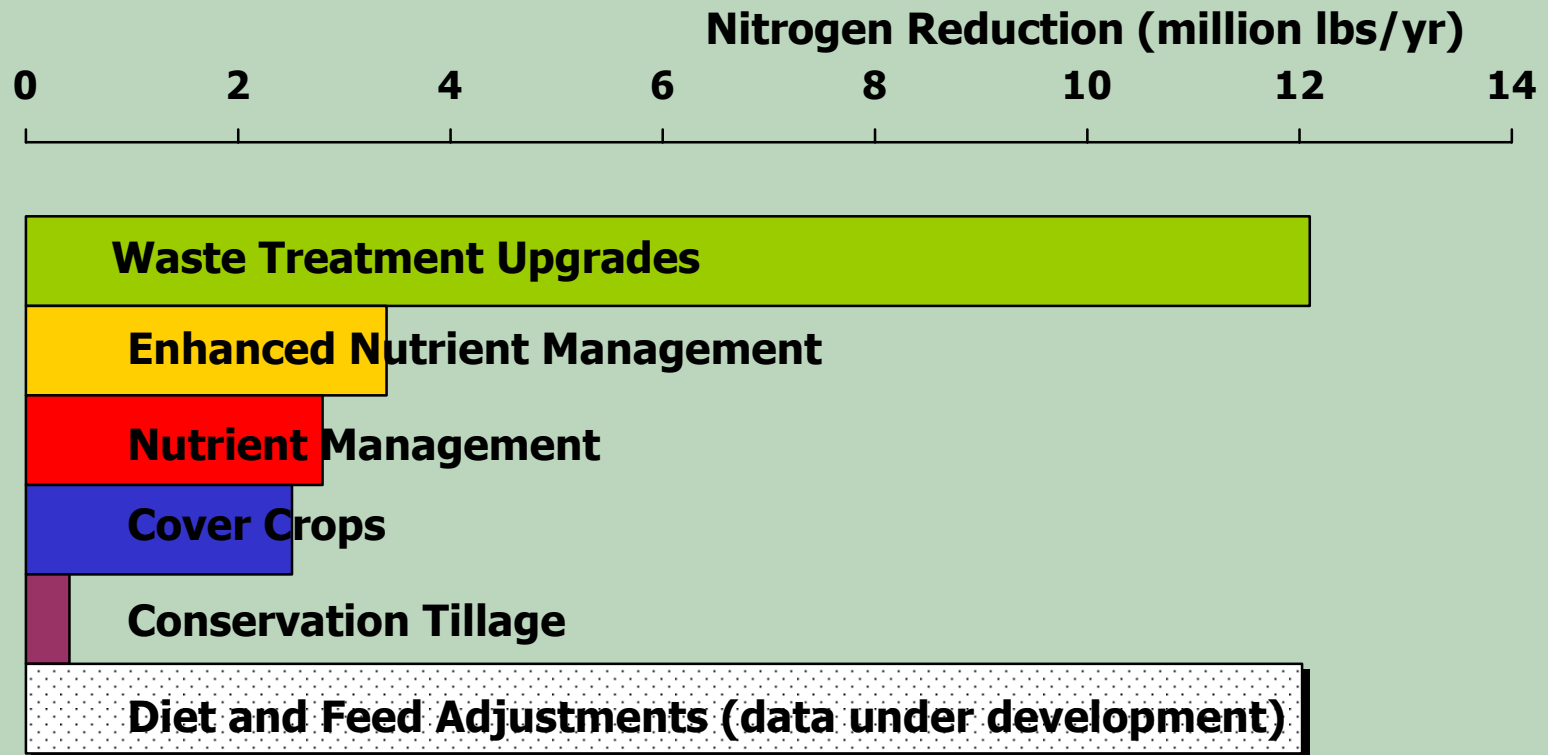 Nitrogen Reduction (million lbs/yr)
0 2 4 6 8 10 12 14
Waste Treatment Upgrades
Enhanced Nutrient Management
Nutrient Management
Cover Crops
Conservation Tillage
Diet and Feed Adjustments (data under development)